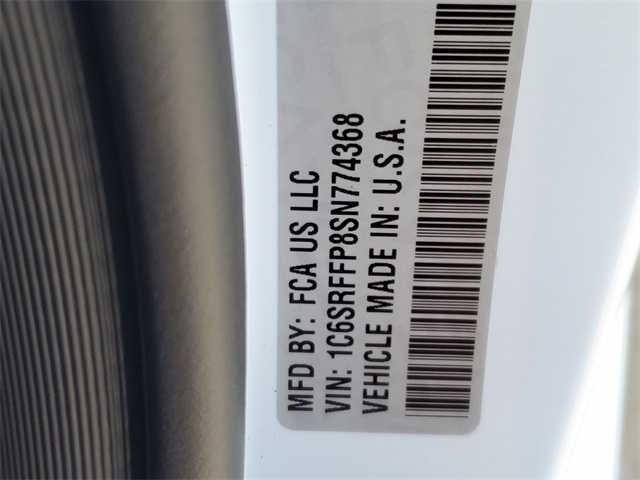 MFD BY: FCA US LLC
VIN: 1C6SRFFP8SN774368
VEHICLE MADE IN: U.S.A.